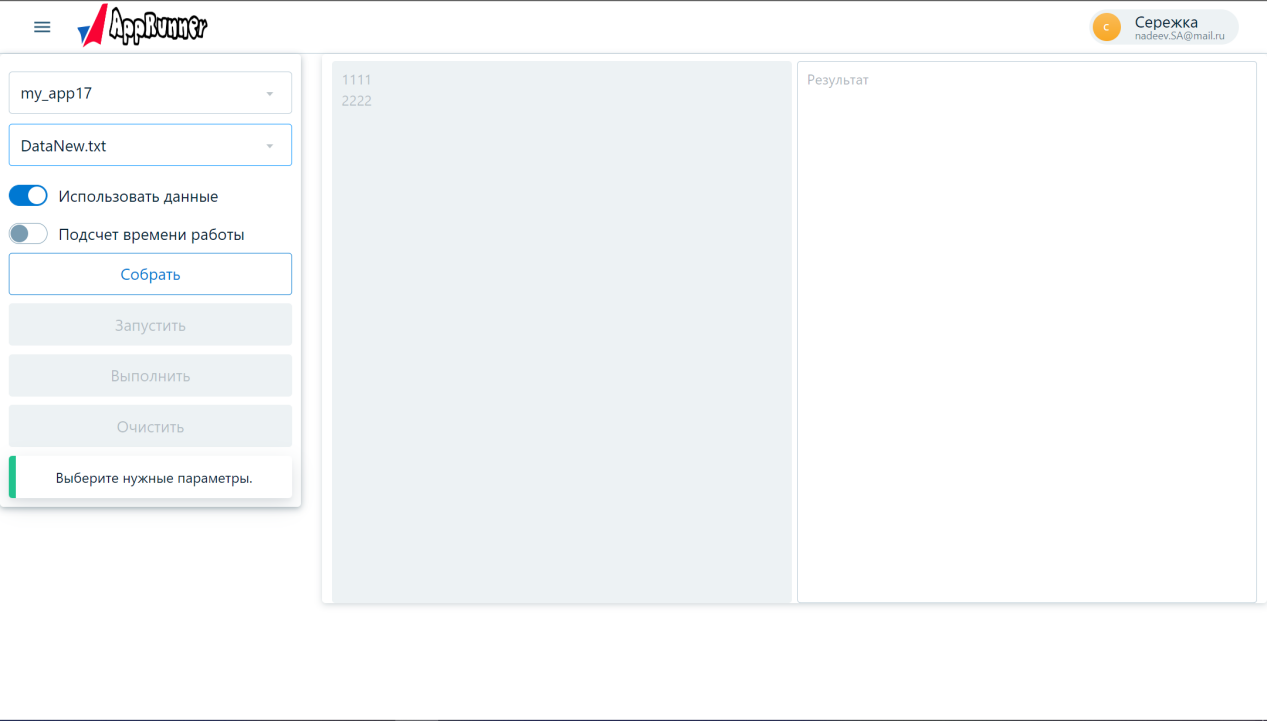 AppRunner
С
Сережка
nadeev.SA@mail.ru
my_app17
DataNew.txt
Использовать данные
Подсчет времени работы
Собрать
Запустить
Выполнить
Очистить
Выберите нужные параметры.
1111
2222
Результат